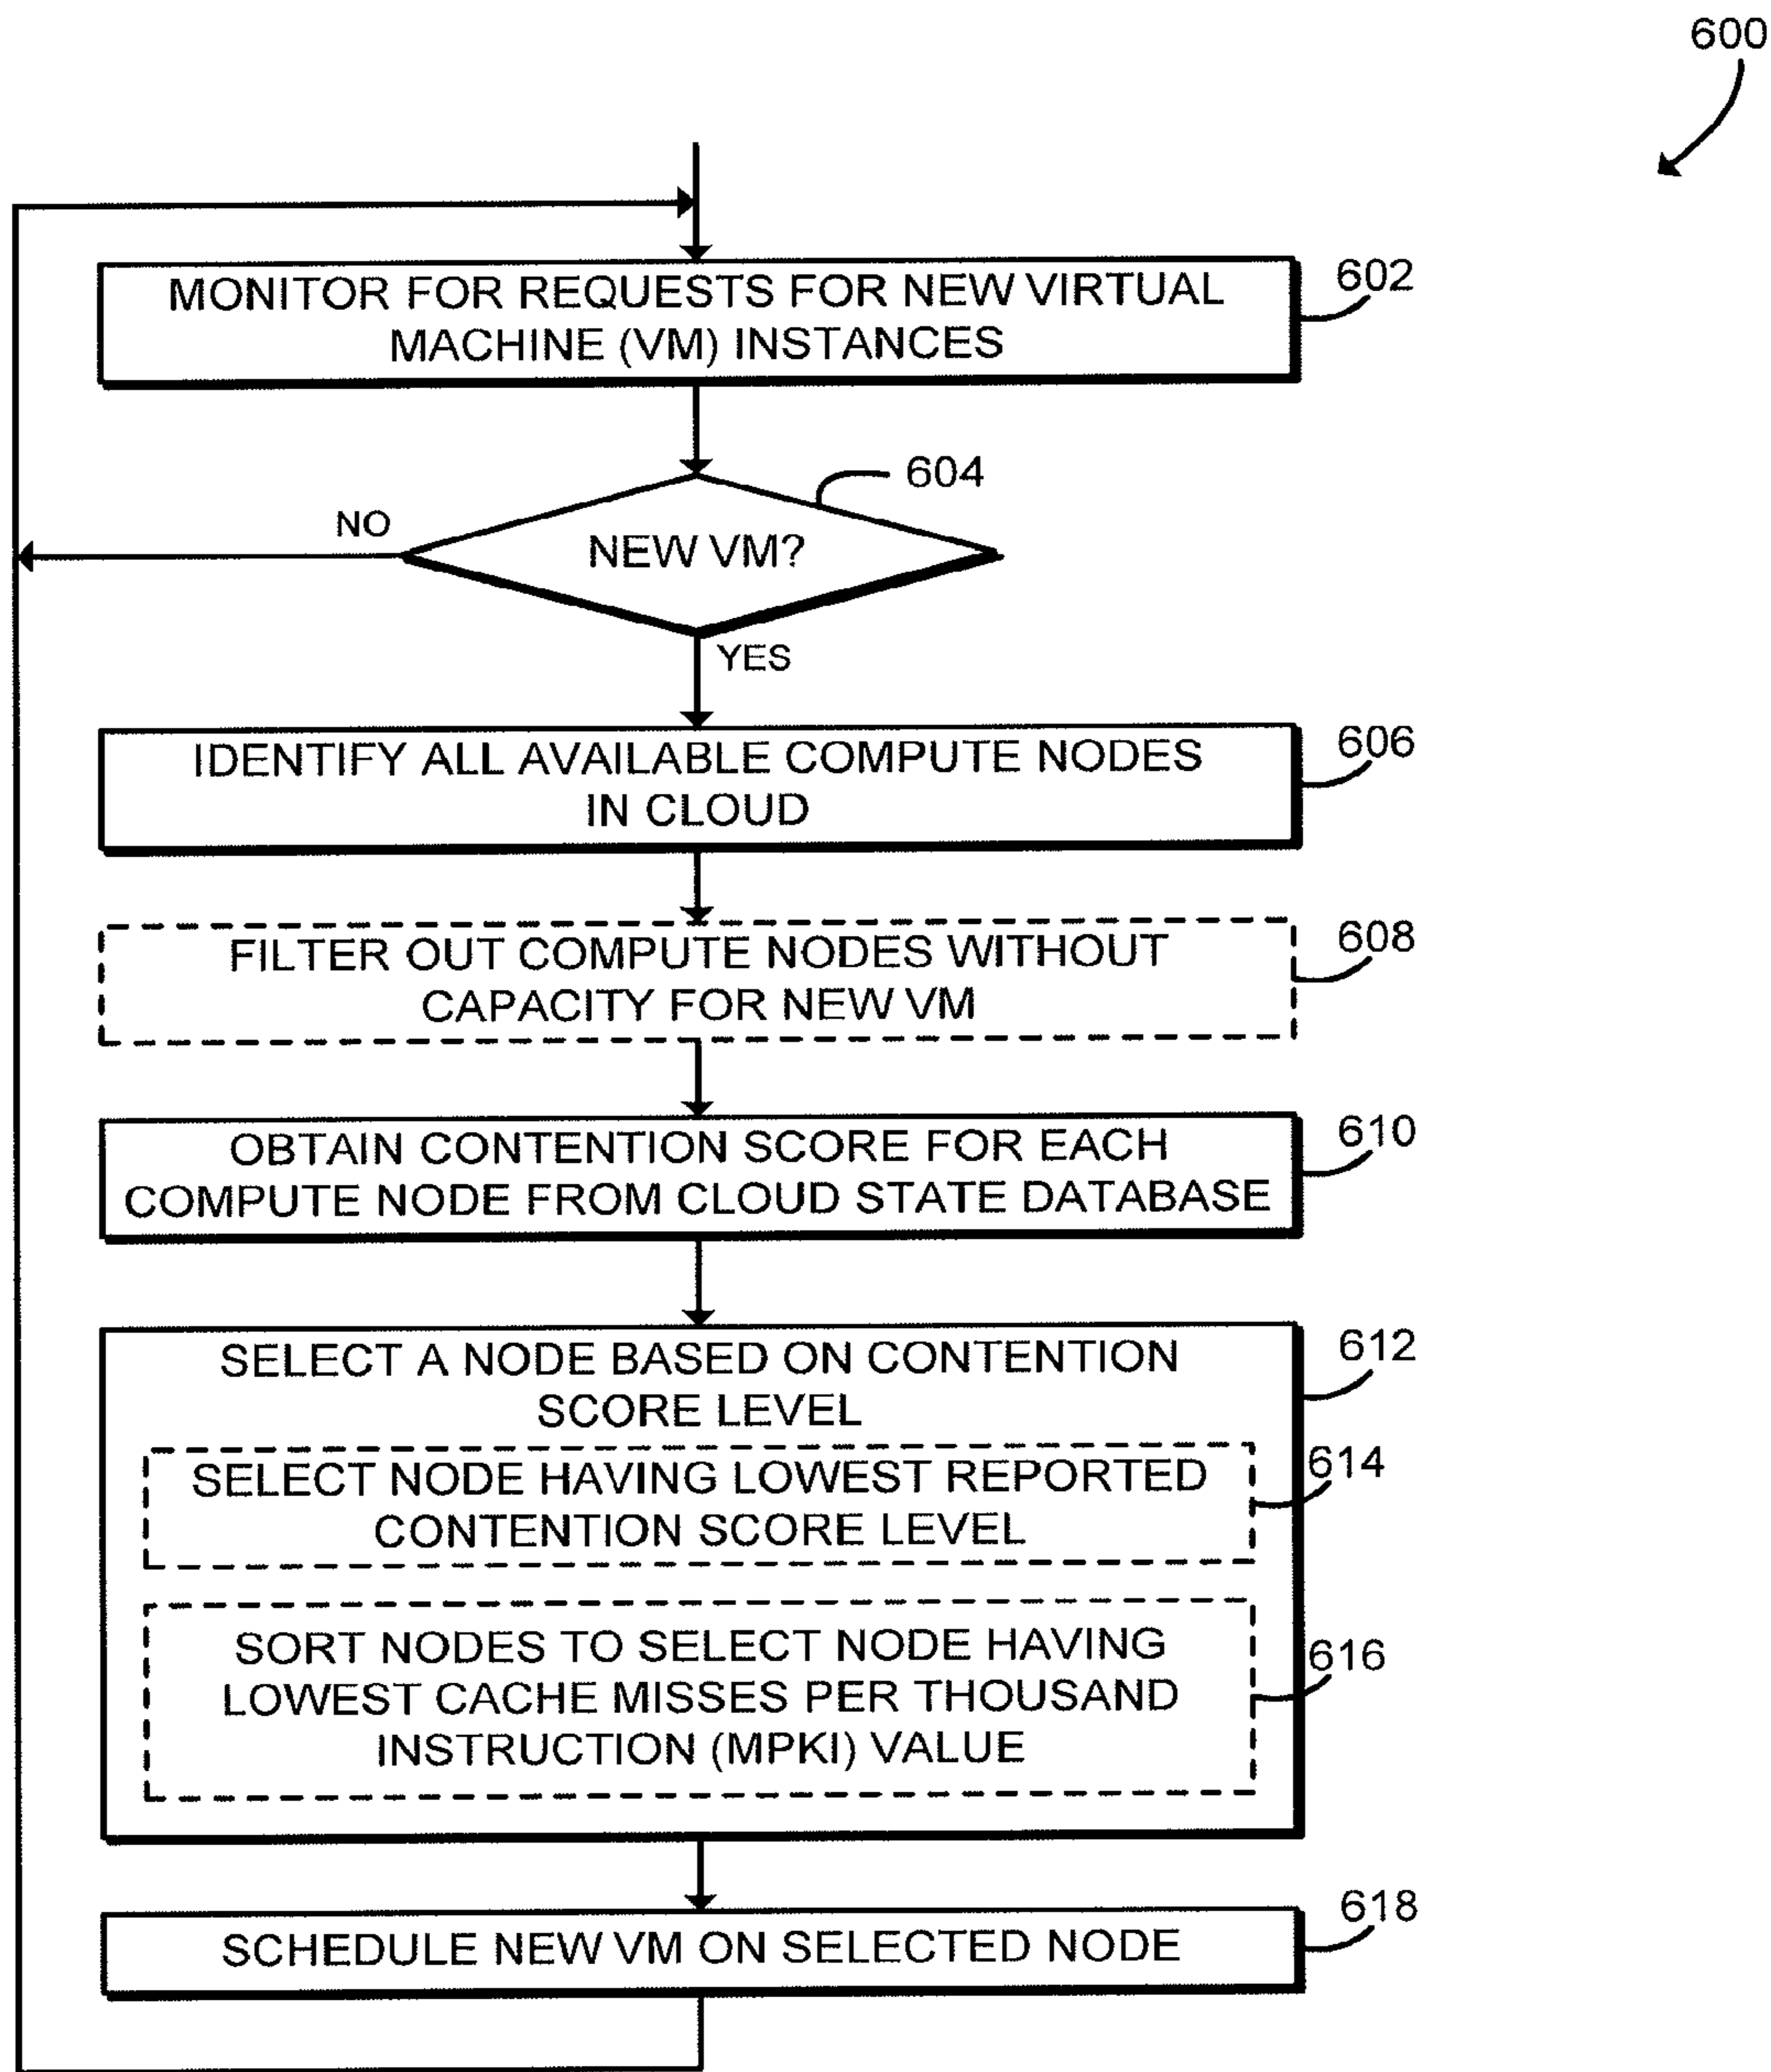 600
MONITOR FOR REQUESTS FOR NEW VIRTUAL
MACHINE (VM) INSTANCES
602
604
NO
NEW VM?
YES
IDENTIFY ALL AVAILABLE COMPUTE NODES
IN CLOUD
606
FILTER OUT COMPUTE NODES WITHOUT
CAPACITY FOR NEW VM
608
OBTAIN CONTENTION SCORE FOR EACH
COMPUTE NODE FROM CLOUD STATE DATABASE
610
SELECT A NODE BASED ON CONTENTION
SCORE LEVEL
612
SELECT NODE HAVING LOWEST REPORTED
CONTENTION SCORE LEVEL
614
SORT NODES TO SELECT NODE HAVING
LOWEST CACHE MISSES PER THOUSAND
INSTRUCTION (MPKI) VALUE
616
SCHEDULE NEW VM ON SELECTED NODE
618